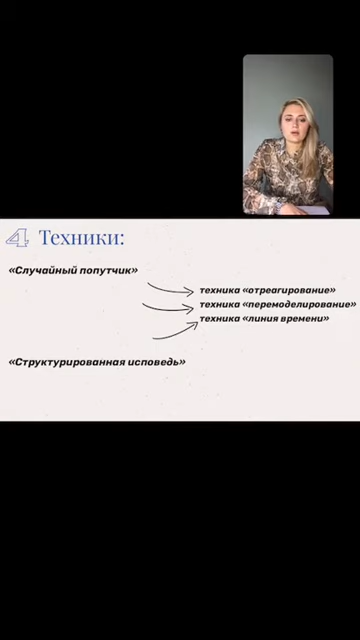 4 Техники:
«Случайный попутчик»
техника «отреагирование»
техника «перемоделирование»
техника «линия времени»
«Структурированная исповедь»